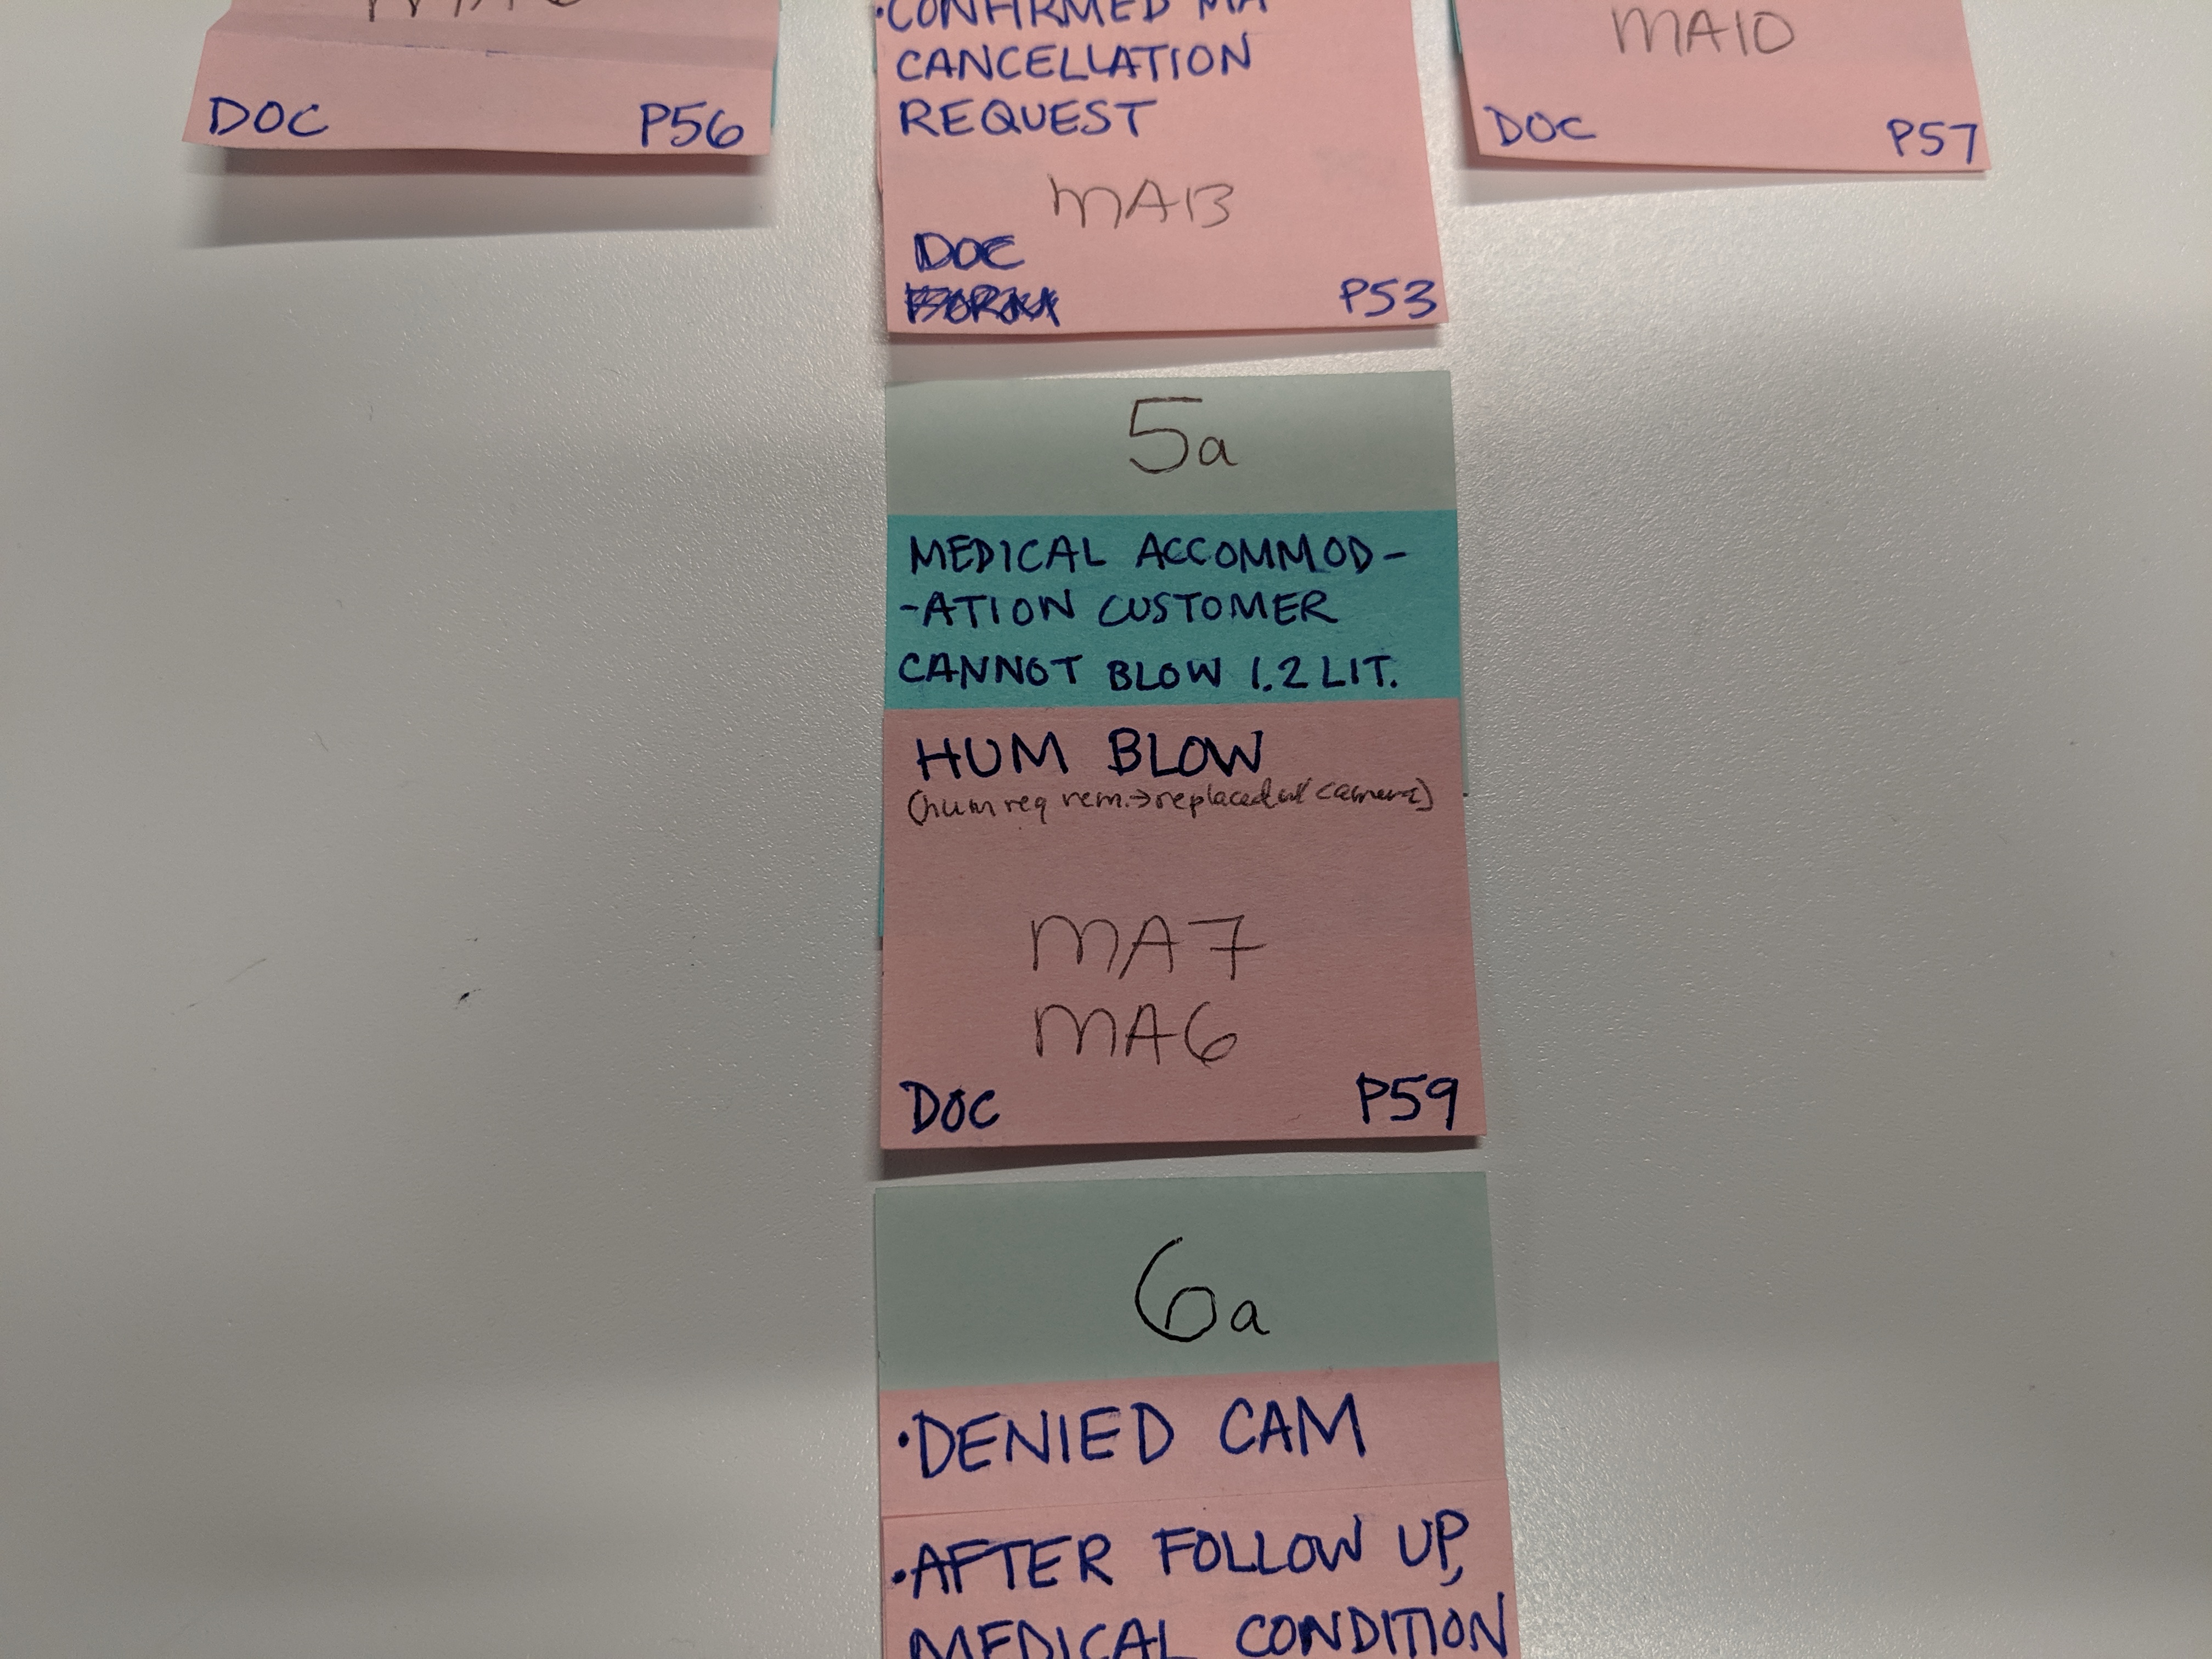 DOC P56
•CONFIRMED MA
CANCELLATION
REQUEST
MA13
DOC
FORM
P53
MA10
DOC P57
5a
MEDICAL ACCOMMOD-
-ATION CUSTOMER
CANNOT BLOW 1.2 LIT.
HUM BLOW
(hum req rem.→replaced w/ camera)
MA7
MA6
DOC P59
6a
•DENIED CAM
•AFTER FOLLOW UP,
MEDICAL CONDITION